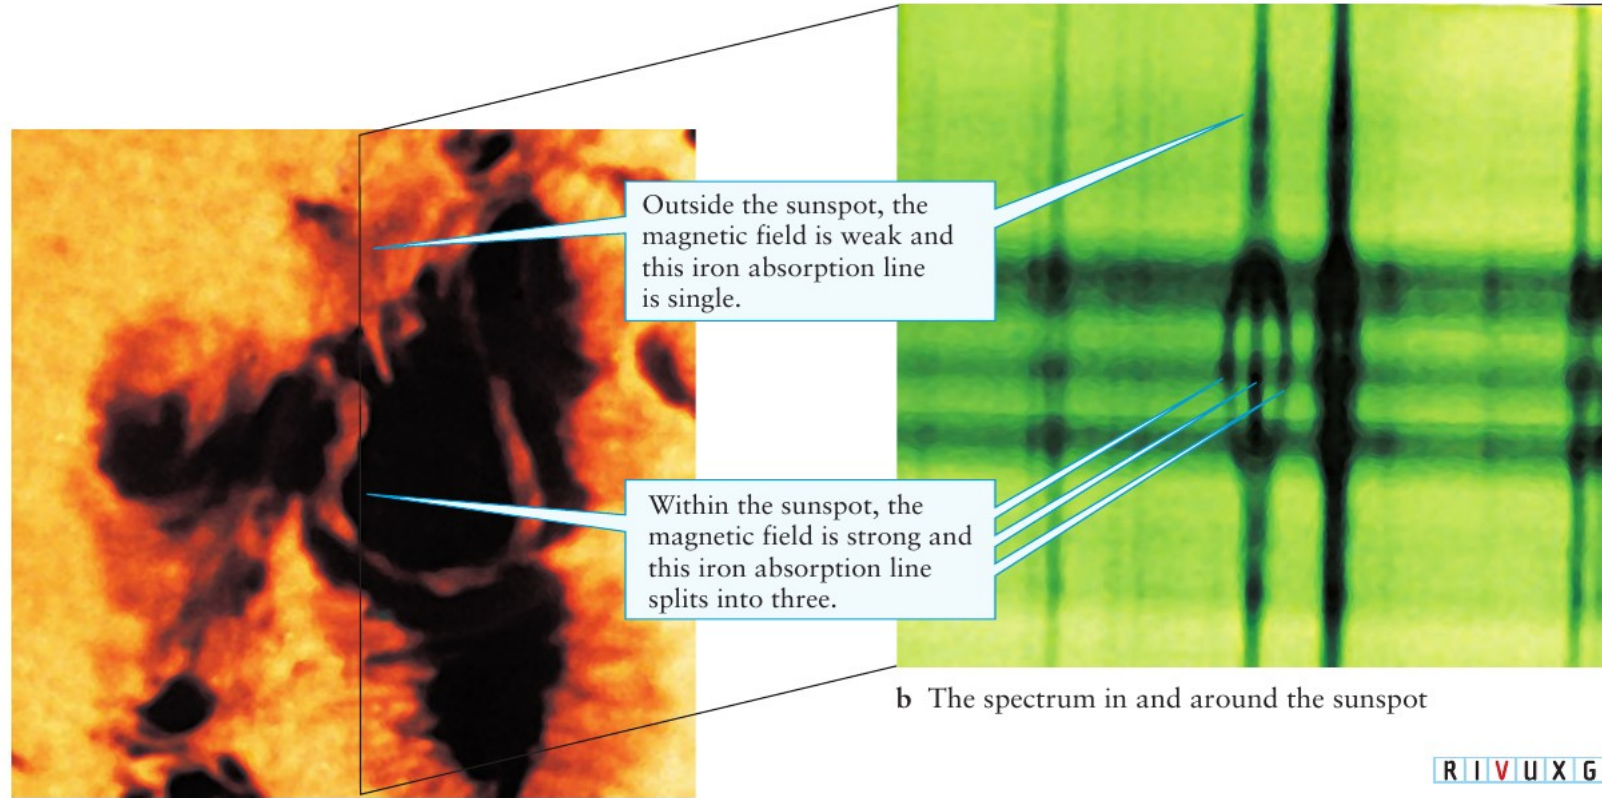 Outside the sunspot, the
magnetic field is weak and
this iron absorption line
is single.
Within the sunspot, the
magnetic field is strong and
this iron absorption line
splits into three.
b The spectrum in and around the sunspot
R I V U X G